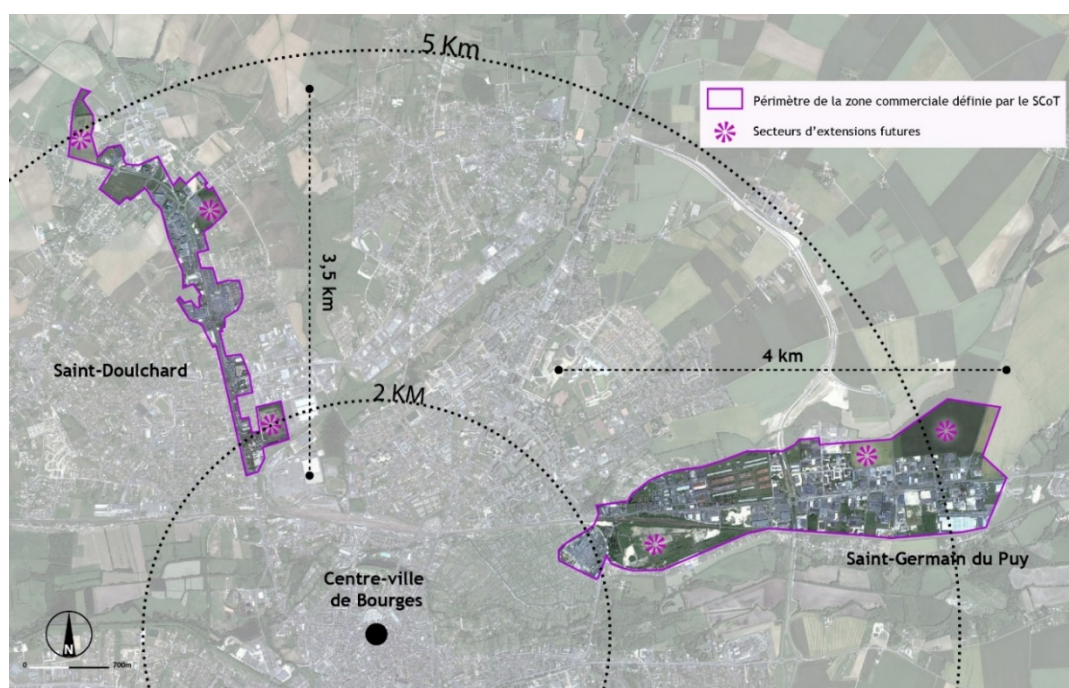 5 Km
Périmètre de la zone commerciale définie par le SCoT
Secteurs d'extensions futures
3,5 km
Saint-Doulchard
4 km
2 KM
Saint-Germain du Puy
Centre-ville
de Bourges
N
0 700m